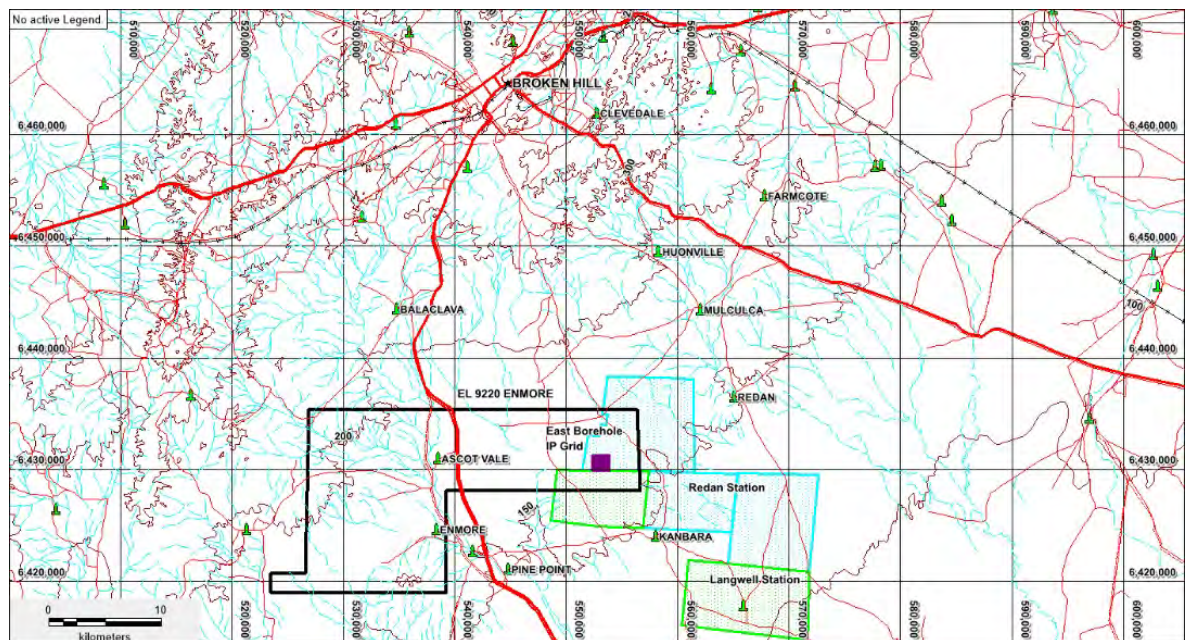 No active Legend
510,000
520,000
530,000
540,000
550,000
560,000
570,000
580,000
590,000
600,000
BROKEN HILL
CLEVEDALE
6,460,000
6,460,000
100
FARMCOTE
6,450,000
6,450,000
HUONVILLE
BALACLAVA
MULCULCA
100
6,440,000
6,440,000
EL 9220 ENMORE
REDAN
200
East Borehole
IP Grid
ASCOT VALE
6,430,000
6,430,000
Redan Station
150
ENMORE
KANBARA
PINE POINT
6,420,000
6,420,000
Langwell Station
0 10
kilometers
520,000
530,000
540,000
550,000
560,000
570,000
580,000
590,000
600,000